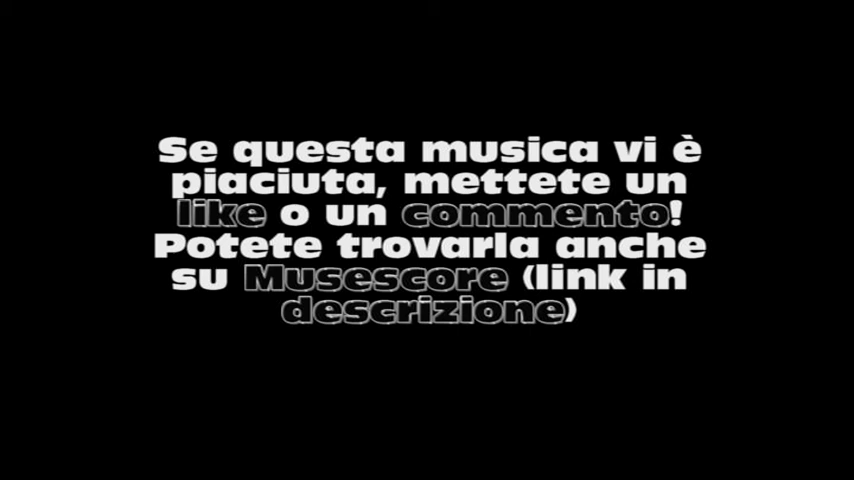 Se questa musica vi è
piaciuta, mettete un
like o un commento!
Potete trovarla anche
su Musescore (link in
descrizione)